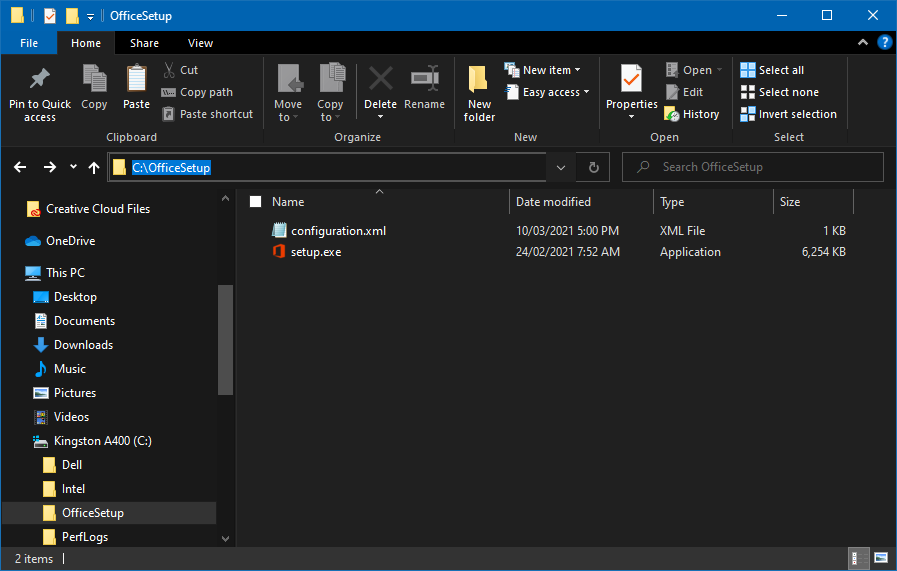 OfficeSetup
File Home Share View
Pin to Quick access
Copy
Paste
Cut
Copy path
Paste shortcut
Clipboard
Move to
Copy to
Delete
Rename
Organize
New folder
New item
Easy access
New
Properties
Open
Edit
History
Open
Select all
Select none
Invert selection
Select
C:\OfficeSetup
Search OfficeSetup
Creative Cloud Files
OneDrive
This PC
Desktop
Documents
Downloads
Music
Pictures
Videos
Kingston A400 (C:)
Dell
Intel
OfficeSetup
PerfLogs
Name Date modified Type Size
configuration.xml 10/03/2021 5:00 PM XML File 1 KB
setup.exe 24/02/2021 7:52 AM Application 6,254 KB
2 items